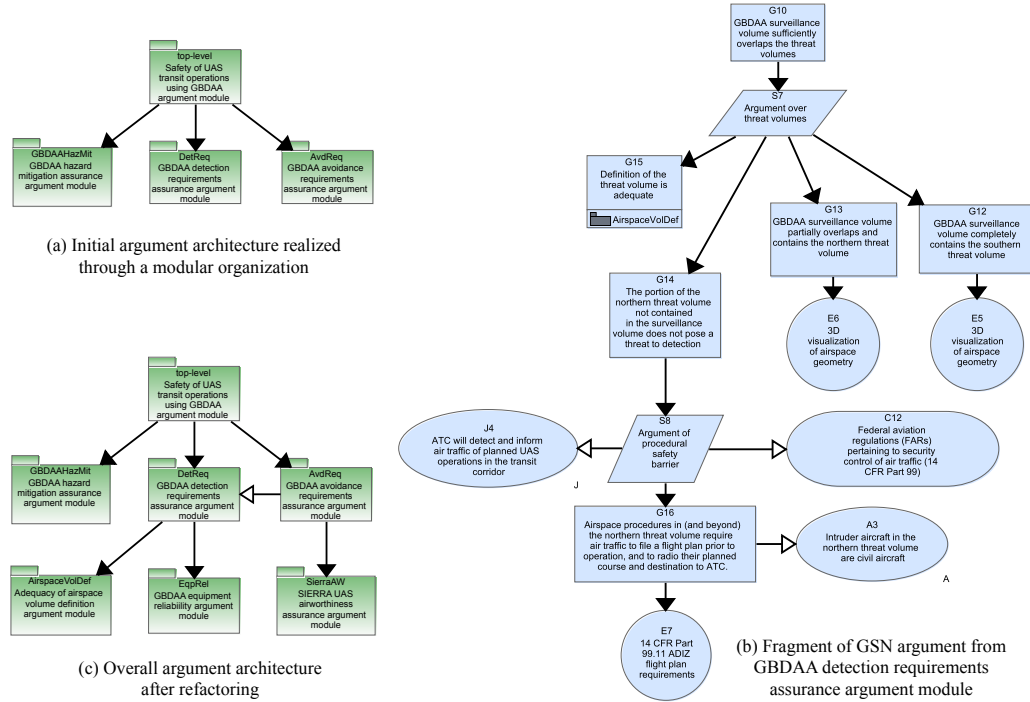 top-level
Safety of UAS
transit operations
using GBDAA
argument module
GBDAAHazMit
GBDAA hazard
mitigation assurance
argument module
DetReq
GBDAA detection
requirements
assurance argument
module
AvdReq
GBDAA avoidance
requirements
assurance argument
module
(a) Initial argument architecture realized
through a modular organization
top-level
Safety of UAS
transit operations
using GBDAA
argument module
GBDAAHazMit
GBDAA hazard
mitigation assurance
argument module
DetReq
GBDAA detection
requirements
assurance argument
module
AvdReq
GBDAA avoidance
requirements
assurance argument
module
AirspaceVolDef
Adequacy of airspace
volume definition
argument module
EqpRel
GBDAA equipment
reliability argument
module
SierraAW
SIERRA UAS
airworthiness
assurance argument
module
(c) Overall argument architecture
after refactoring
G10
GBDAA surveillance
volume sufficiently
overlaps the threat
volumes
S7
Argument over
threat volumes
G15
Definition of the
threat volume is
adequate
AirspaceVolDef
G13
GBDAA surveillance volume
partially overlaps and
contains the northern threat
volume
G12
GBDAA surveillance
volume completely
contains the southern
threat volume
G14
The portion of the
northern threat volume
not contained
in the surveillance
volume does not pose a
threat to detection
E6
3D
visualization
of airspace
geometry
E5
3D
visualization
of airspace
geometry
J4
ATC will detect and inform
air traffic of planned UAS
operations in the transit
corridor
J
S8
Argument of
procedural
safety
barrier
C12
Federal aviation
regulations (FARs)
pertaining to security
control of air traffic (14
CFR Part 99)
G16
Airspace procedures in (and beyond)
the northern threat volume require
air traffic to file a flight plan prior to
operation, and to radio their planned
course and destination to ATC.
A3
Intruder aircraft in the
northern threat volume
are civil aircraft
A
E7
14 CFR Part
99.11 ADIZ
flight plan
requirements
(b) Fragment of GSN argument from
GBDAA detection requirements
assurance argument module